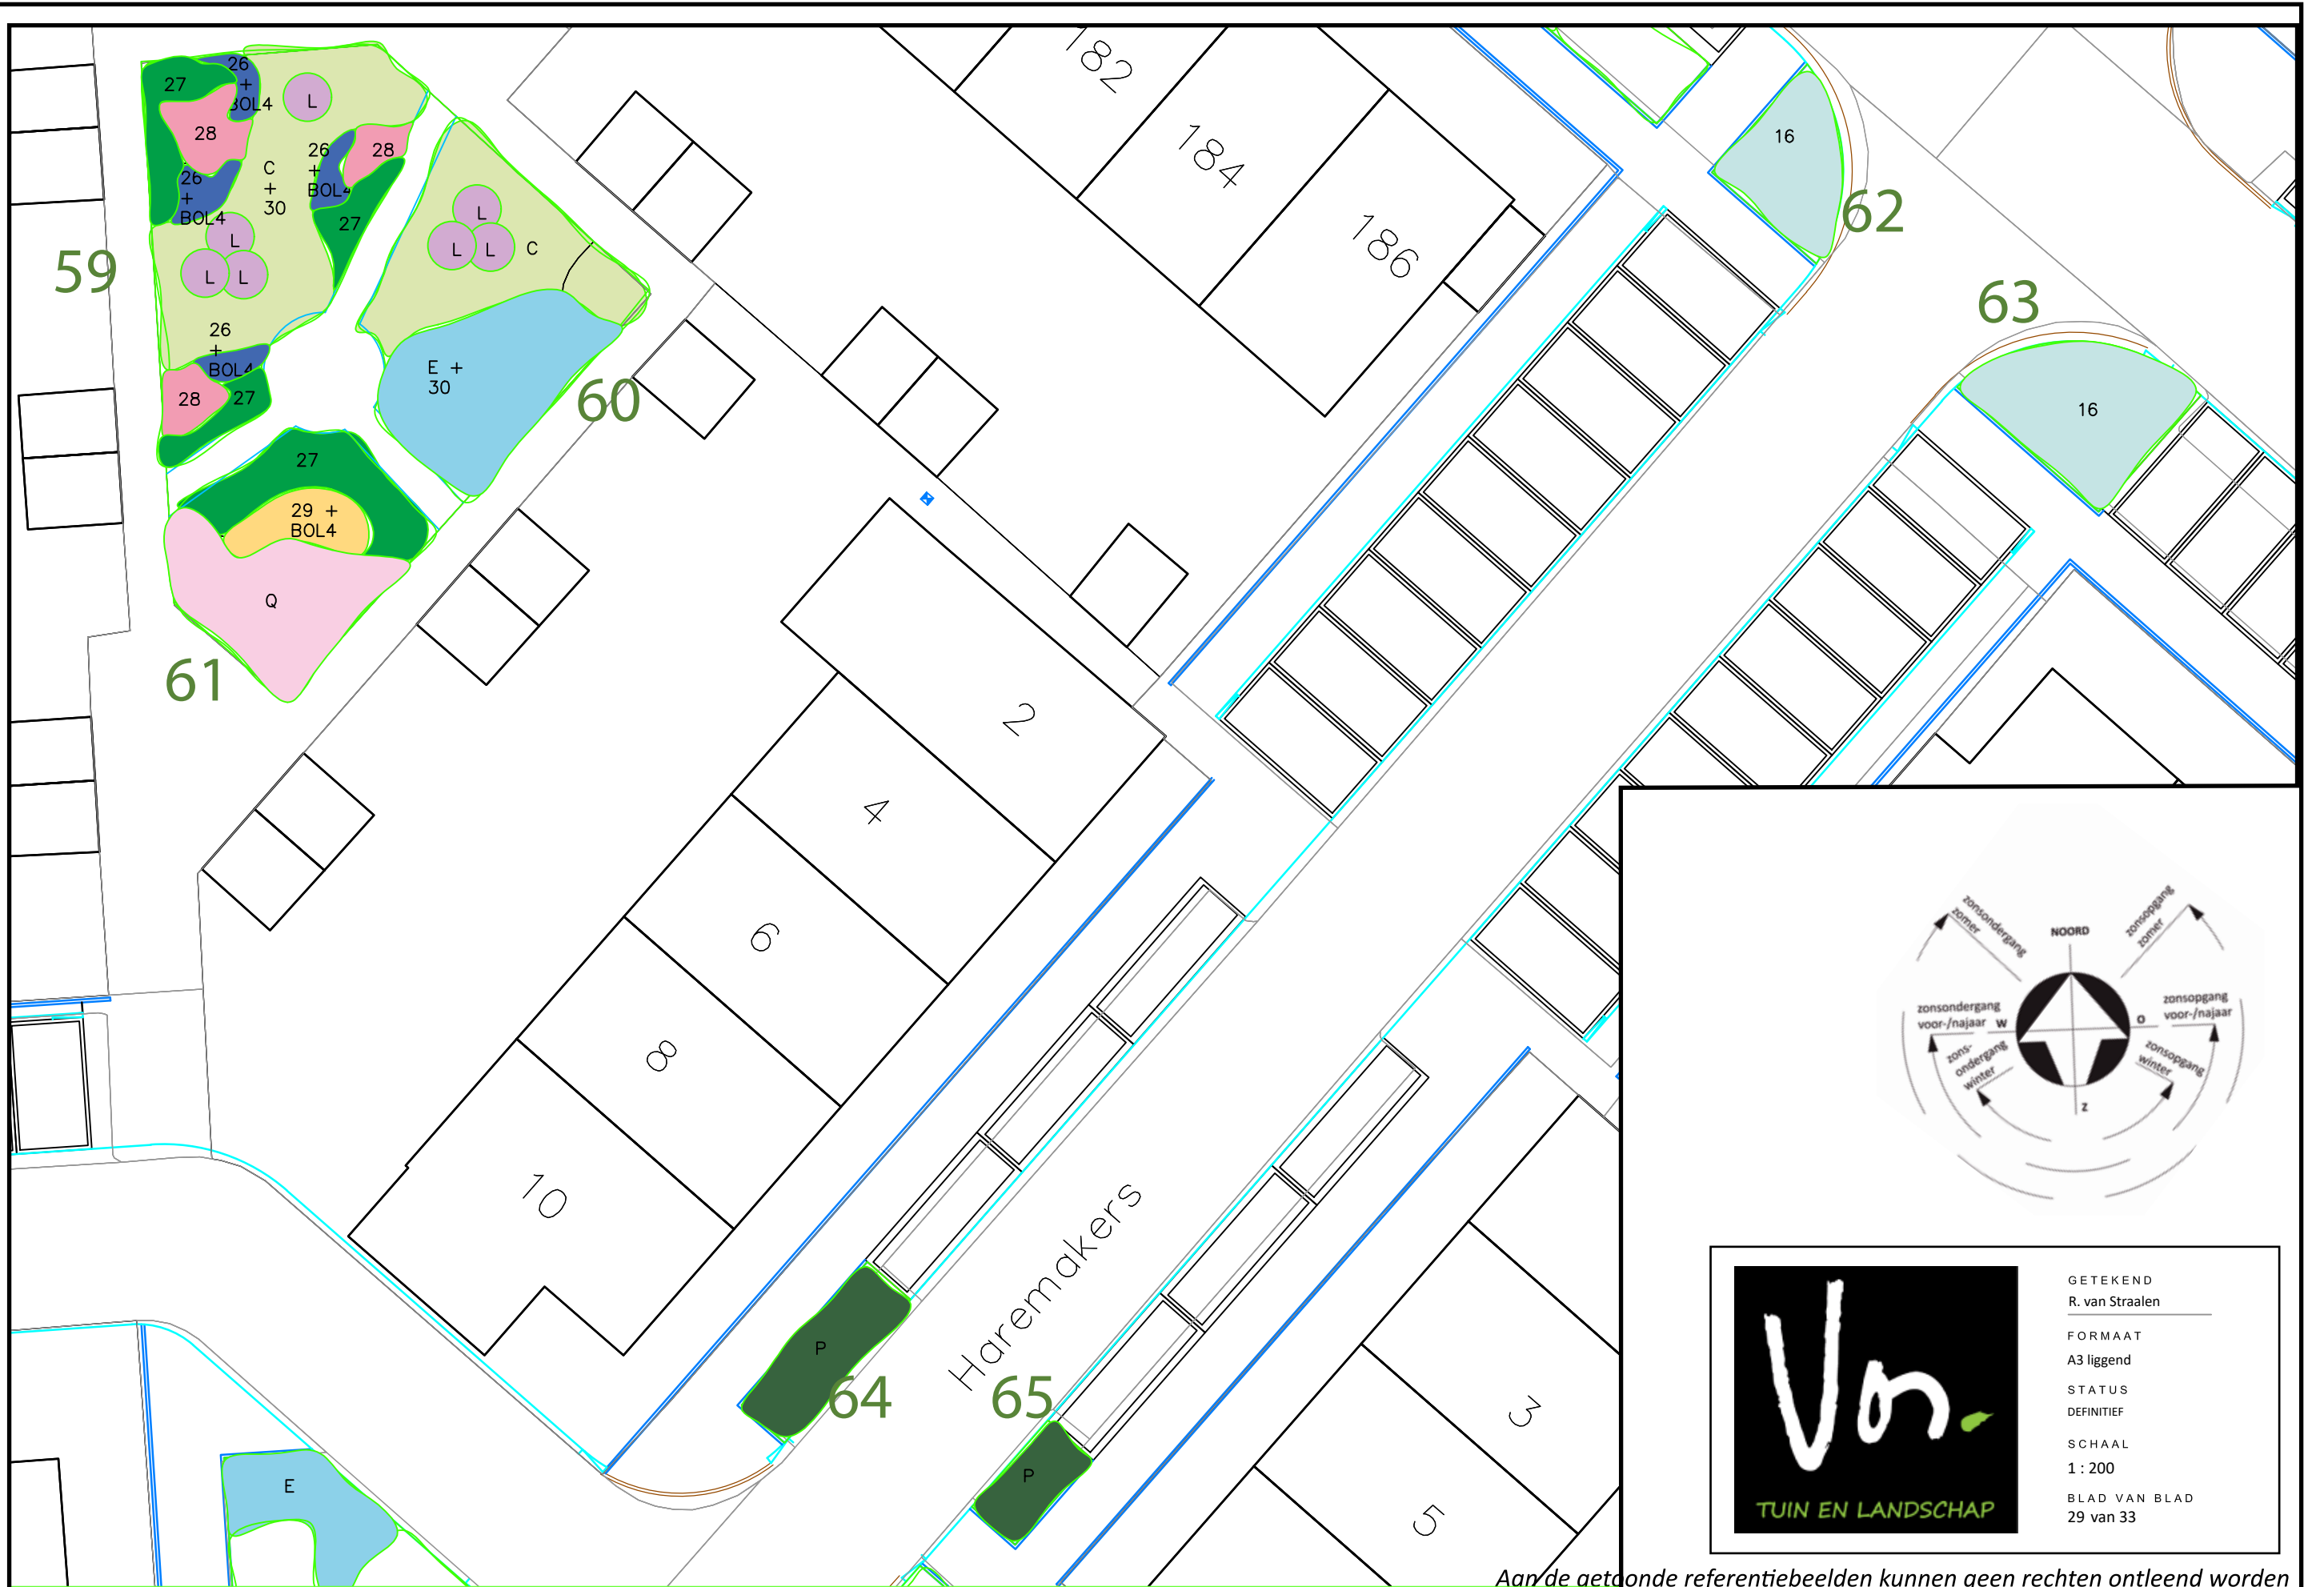 27
26
+
BOL4
L
28
26
+
BOL4
28
26
+
BOL4
C
+
30
27
L
L
L
59
26
+
BOL4
28
27
L
L
L
C
E +
30
60
27
29 +
BOL4
Q
61
182
184
186
16
62
63
16
2
4
6
8
10
Haremakers
P
64
65
P
3
5
E
zonsondergang
zomer
NOORD
zonsopgang
zomer
zonsondergang
voor-/najaar
W
O
zonsopgang
voor-/najaar
zons-
ondergang
winter
zonsopgang
winter
Z
Von.
TUIN EN LANDSCHAP
GETEKEND
R. van Straalen
FORMAAT
A3 liggend
STATUS
DEFINITIEF
SCHAAL
1 : 200
BLAD VAN BLAD
29 van 33
Aan de getoonde referentiebeelden kunnen geen rechten ontleend worden